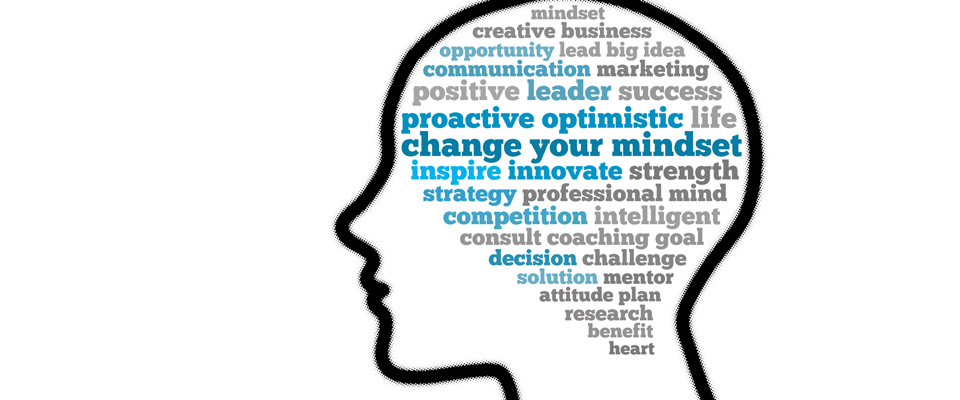 mindset
creative business
opportunity lead big idea
communication marketing
positive leader success
proactive optimistic life
change your mindset
inspire innovate strength
strategy professional mind
competition intelligent
consult coaching goal
decision challenge
solution mentor
attitude plan
research
benefit
heart